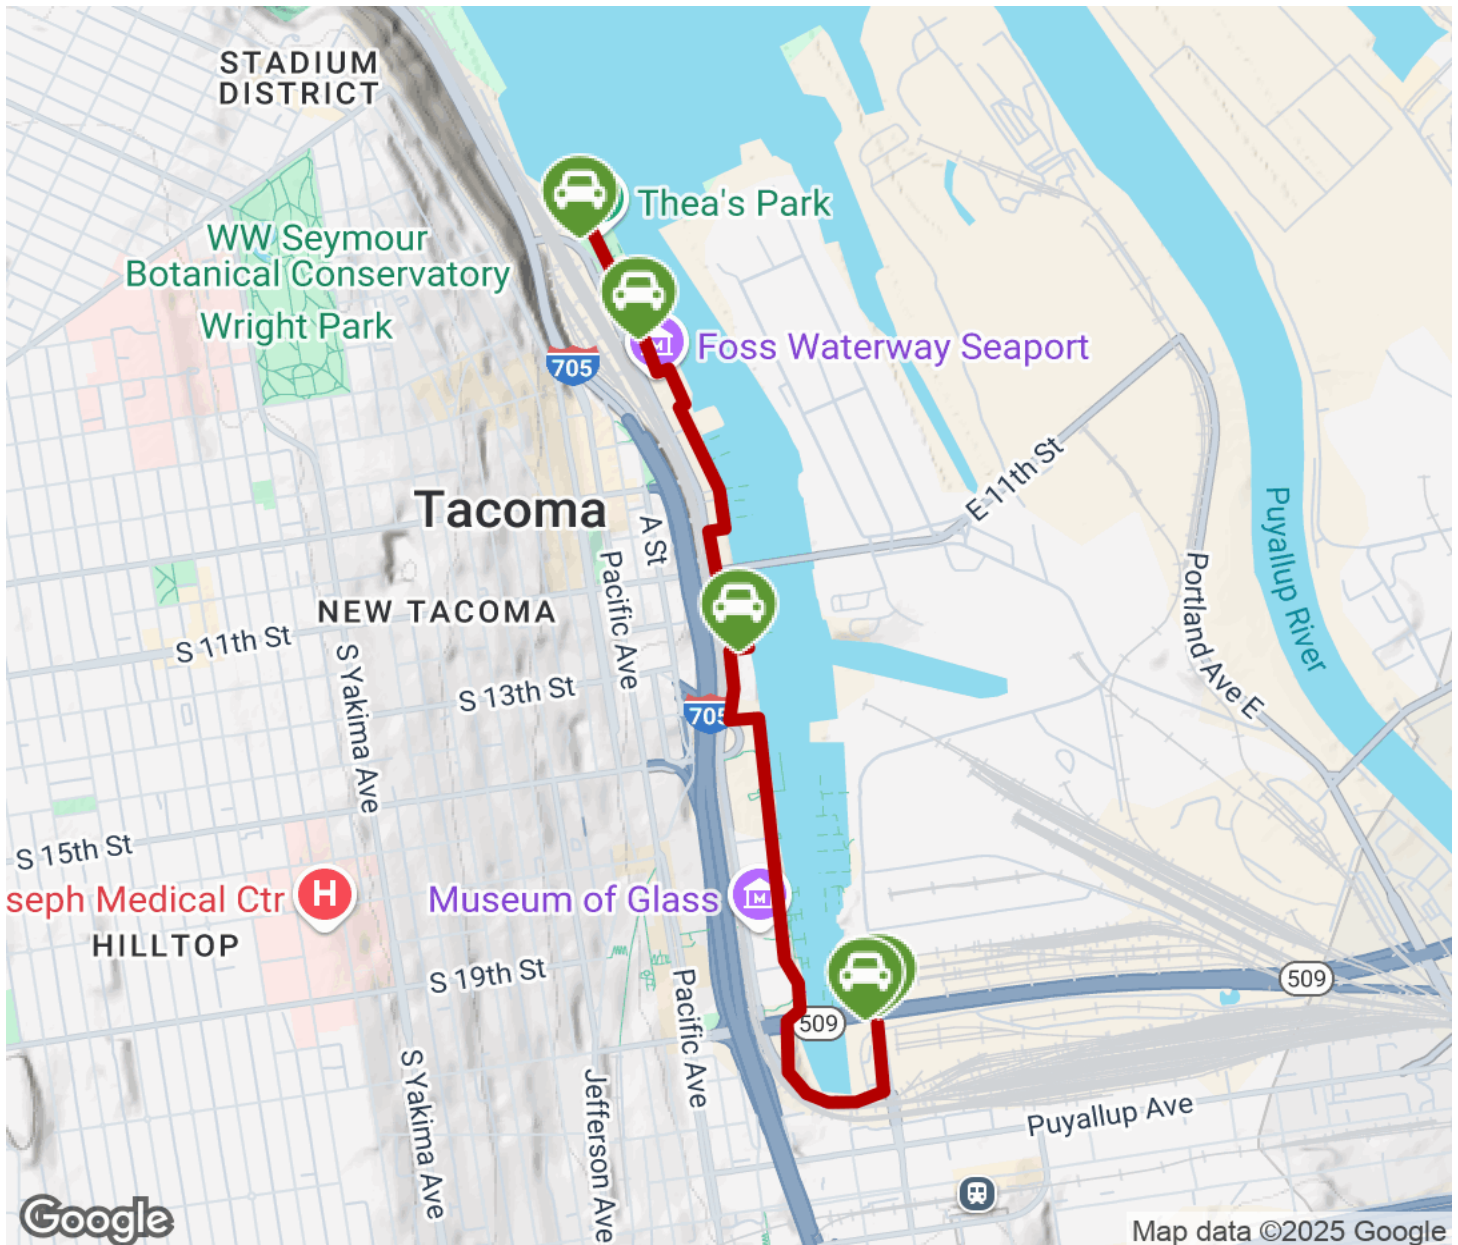 STADIUM
DISTRICT
Thea's Park
WW Seymour
Botanical Conservatory
Wright Park
Foss Waterway Seaport
705
E 11th St
Tacoma
A St
Pacific Ave
Puyallup River
Portland Ave E
NEW TACOMA
S 11th St
S Yakima Ave
S 13th St
705
S 15th St
seph Medical Ctr
H
Museum of Glass
HILLTOP
S 19th St
Pacific Ave
509
509
S Yakima Ave
Jefferson Ave
Puyallup Ave
Google
Map data ©2025 Google